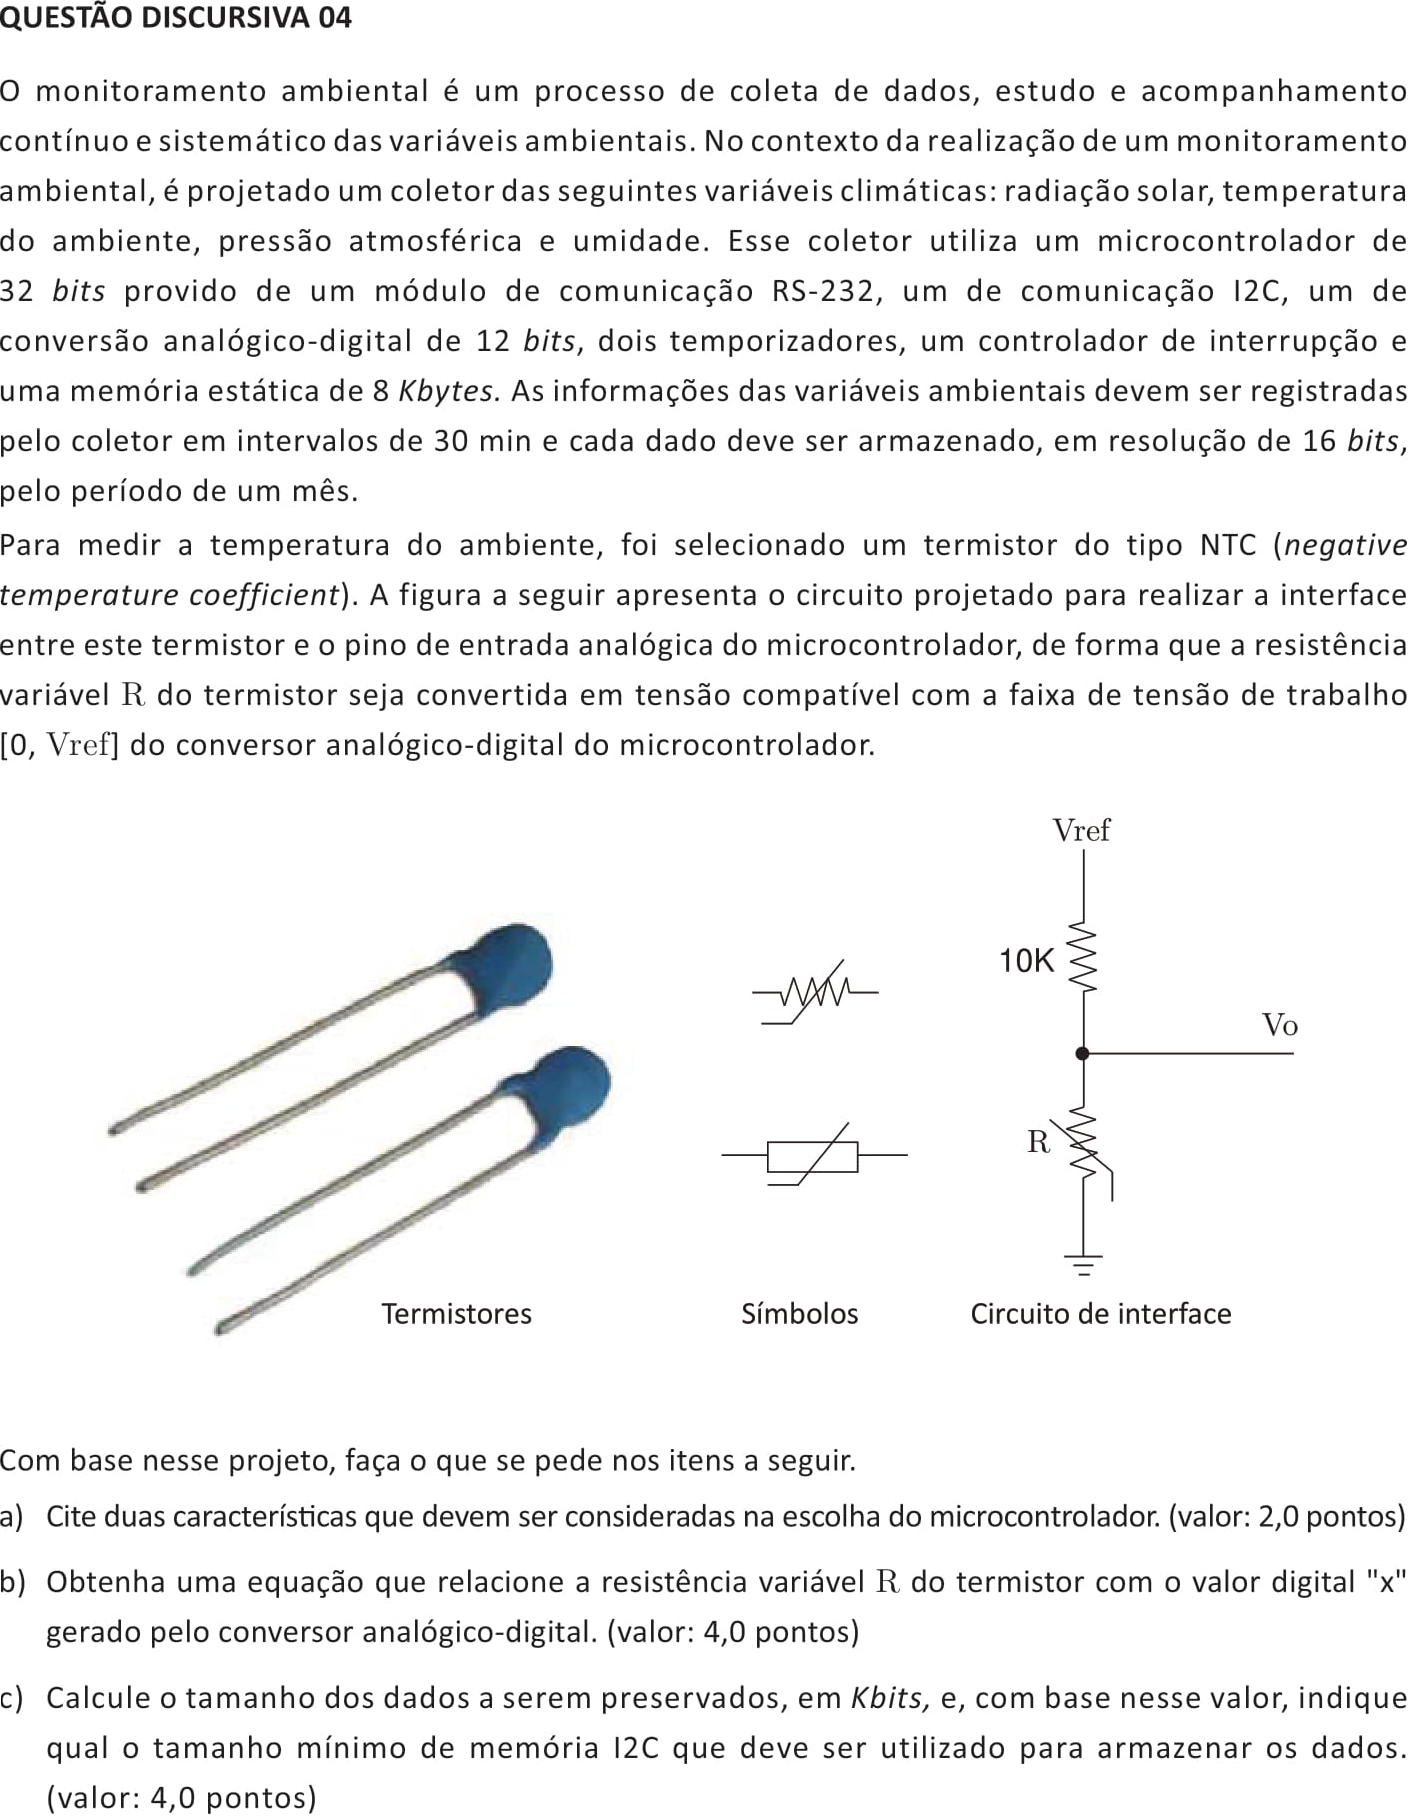 QUESTÃO DISCURSIVA 04
O monitoramento ambiental é um processo de coleta de dados, estudo e acompanhamento
contínuo e sistemático das variáveis ambientais. No contexto da realização de um monitoramento
ambiental, é projetado um coletor das seguintes variáveis climáticas: radiação solar, temperatura
do ambiente, pressão atmosférica e umidade. Esse coletor utiliza um microcontrolador de
32 bits provido de um módulo de comunicação RS-232, um de comunicação I2C, um de
conversão analógico-digital de 12 bits, dois temporizadores, um controlador de interrupção e
uma memória estática de 8 Kbytes. As informações das variáveis ambientais devem ser registradas
pelo coletor em intervalos de 30 min e cada dado deve ser armazenado, em resolução de 16 bits,
pelo período de um mês.
Para medir a temperatura do ambiente, foi selecionado um termistor do tipo NTC (negative
temperature coefficient). A figura a seguir apresenta o circuito projetado para realizar a interface
entre este termistor e o pino de entrada analógica do microcontrolador, de forma que a resistência
variável R do termistor seja convertida em tensão compatível com a faixa de tensão de trabalho
[0, Vref] do conversor analógico-digital do microcontrolador.
Vref
10K
Vo
R
Termistores
Símbolos
Circuito de interface
Com base nesse projeto, faça o que se pede nos itens a seguir.
a) Cite duas características que devem ser consideradas na escolha do microcontrolador. (valor: 2,0 pontos)
b) Obtenha uma equação que relacione a resistência variável R do termistor com o valor digital "x"
gerado pelo conversor analógico-digital. (valor: 4,0 pontos)
c) Calcule o tamanho dos dados a serem preservados, em Kbits, e, com base nesse valor, indique
qual o tamanho mínimo de memória I2C que deve ser utilizado para armazenar os dados.
(valor: 4,0 pontos)